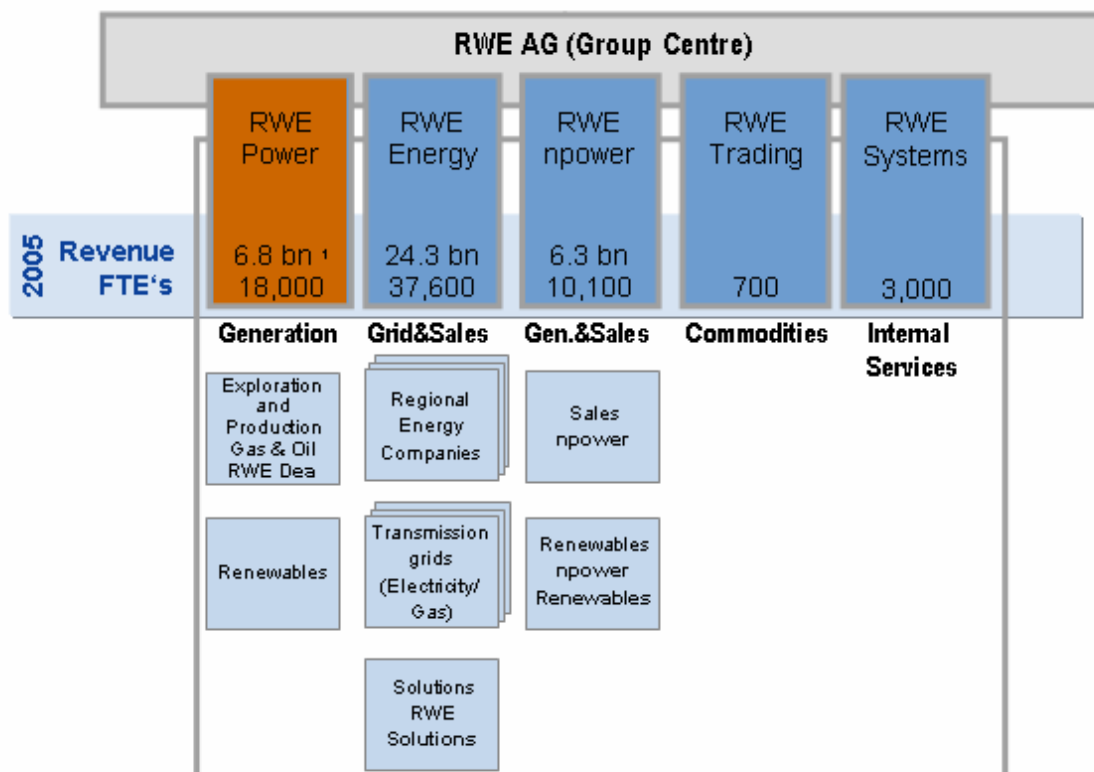 RWE AG (Group Centre)
RWE
Power
RWE
Energy
RWE
npower
RWE
Trading
RWE
Systems
2005
Revenue
FTE‘s
6.8 bn ¹
18,000
24.3 bn
37,600
6.3 bn
10,100
700
3,000
Generation
Grid&Sales
Gen.&Sales
Commodities
Internal
Services
Exploration
and
Production
Gas & Oil
RWE Dea
Regional
Energy
Companies
Sales
npower
Renewables
Transmission
grids
(Electricity/
Gas)
Renewables
npower
Renewables
Solutions
RWE
Solutions